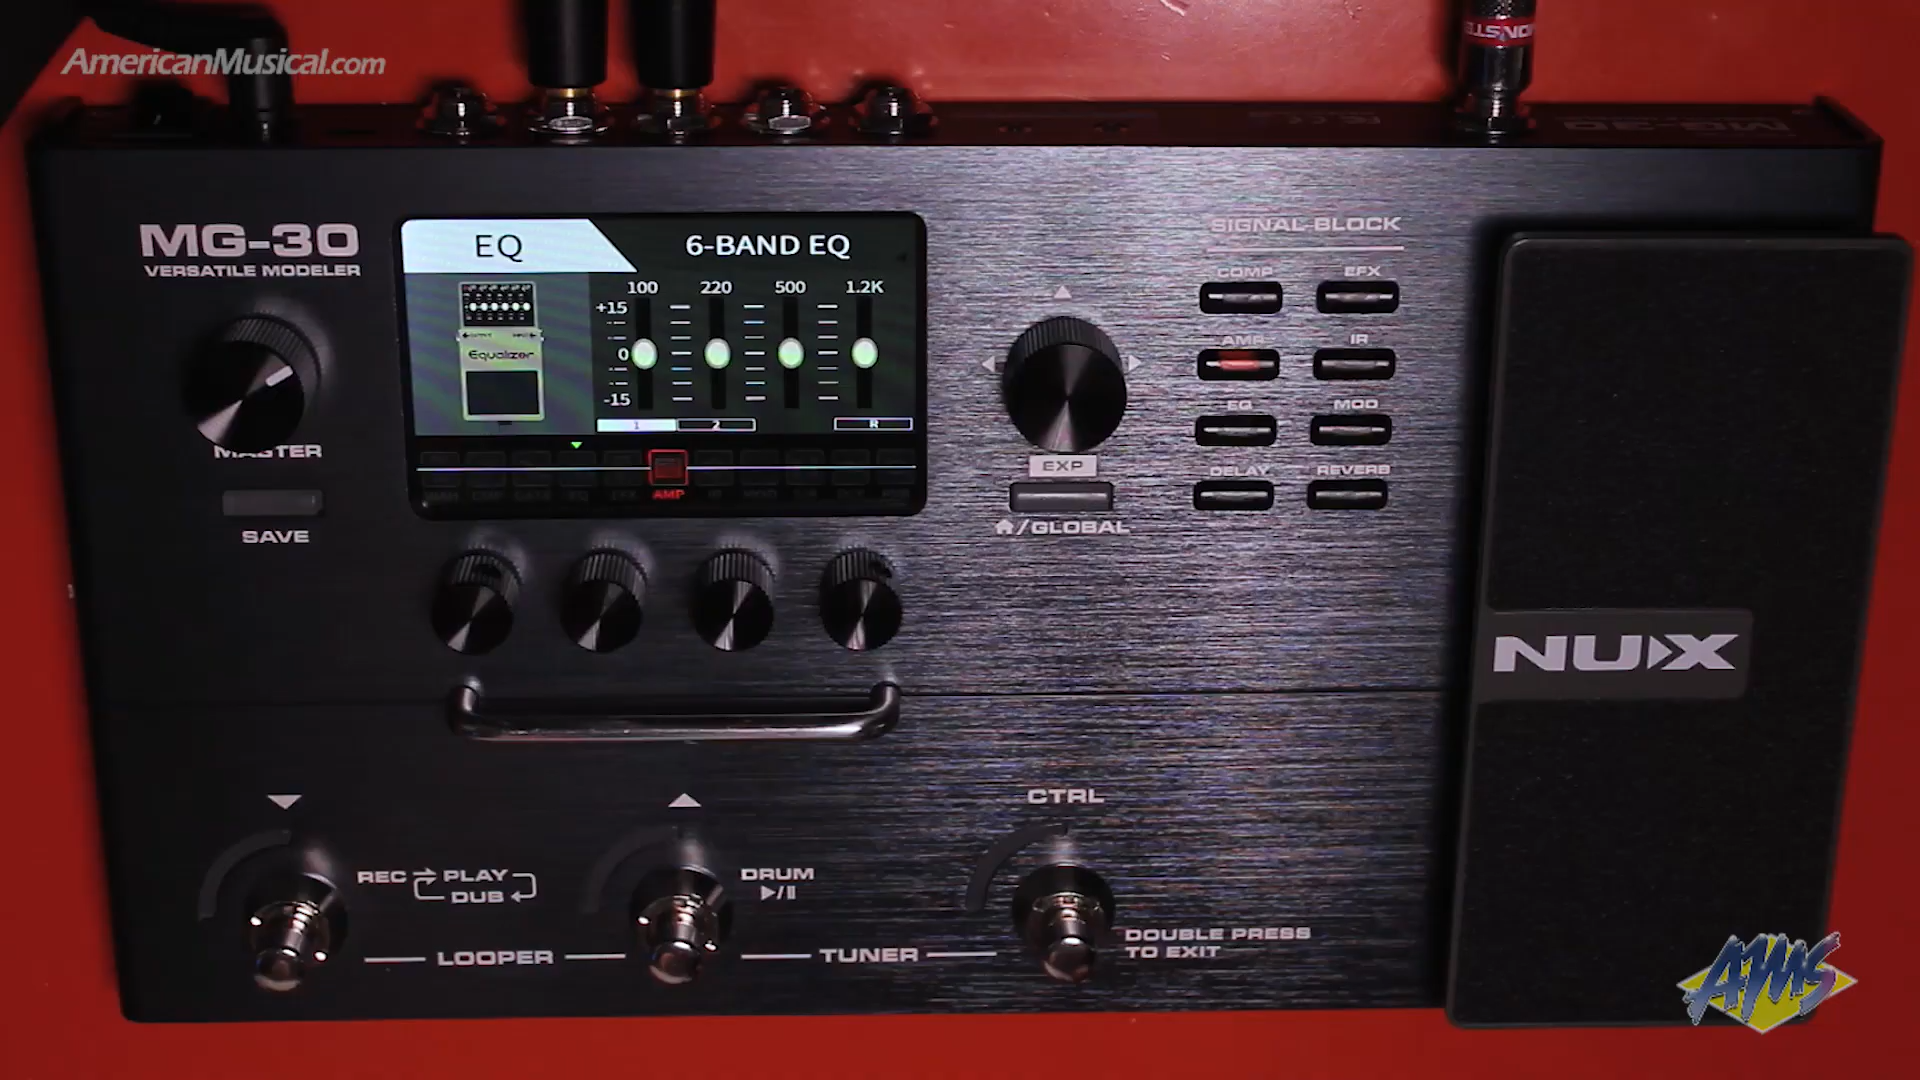 AmericanMusical.com
MG-30
VERSATILE MODELER
MASTER
SAVE
EQ
6-BAND EQ
100 220 500 1.2K
+15
0
-15
Equalizer
1 2 R
AMP
EXP
/GLOBAL
SIGNAL BLOCK
COMP EFX
AMP IR
EQ MOD
DELAY REVERB
NUX
CTRL
REC PLAY
DUB
DRUM
LOOPER
TUNER
DOUBLE PRESS
TO EXIT
AMS